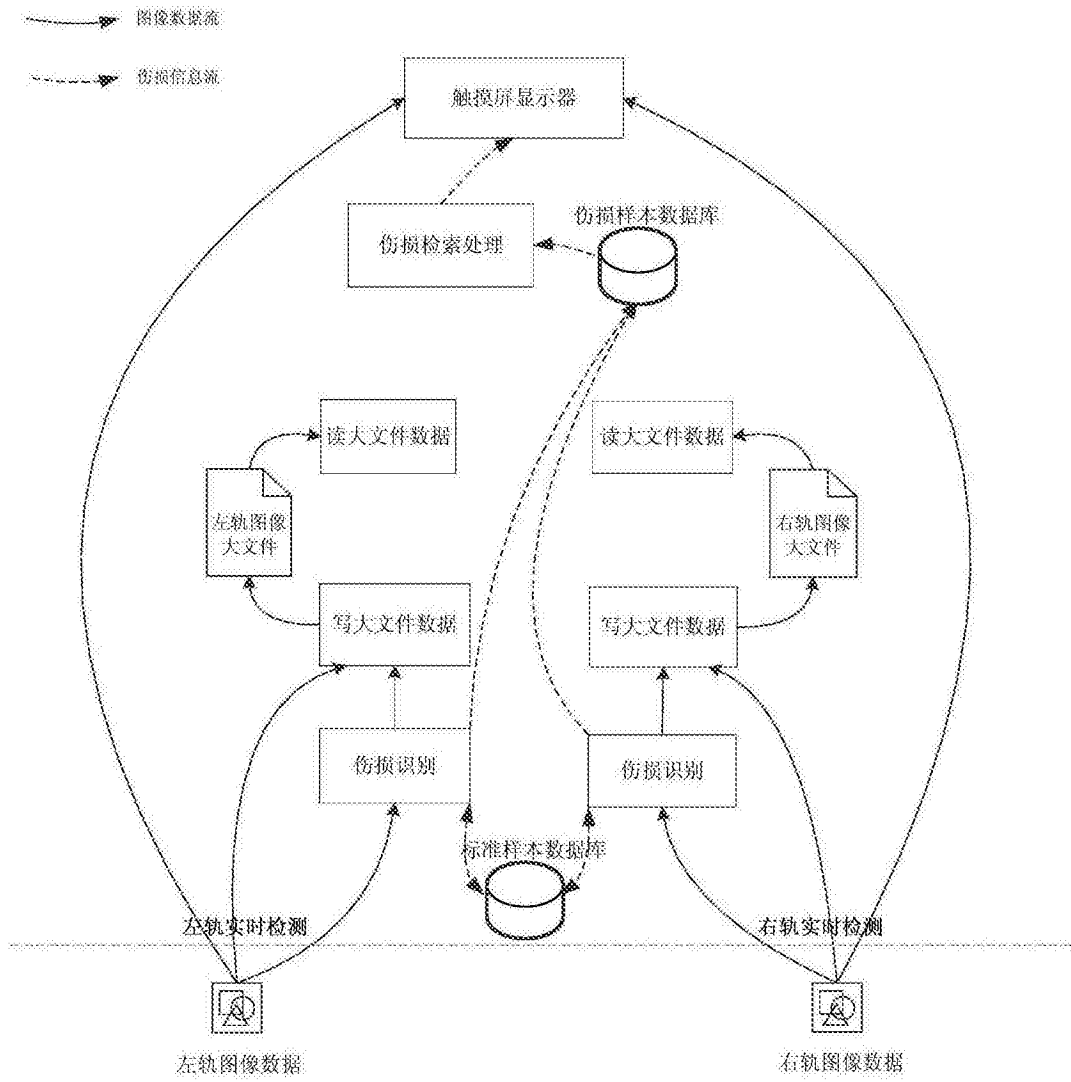 图像数据流
伤损信息流
触摸屏显示器
伤损样本数据库
伤损检索处理
读大文件数据
读大文件数据
左轨图像
大文件
右轨图像
大文件
写大文件数据
写大文件数据
伤损识别
伤损识别
标准样本数据库
左轨实时检测
右轨实时检测
左轨图像数据
右轨图像数据